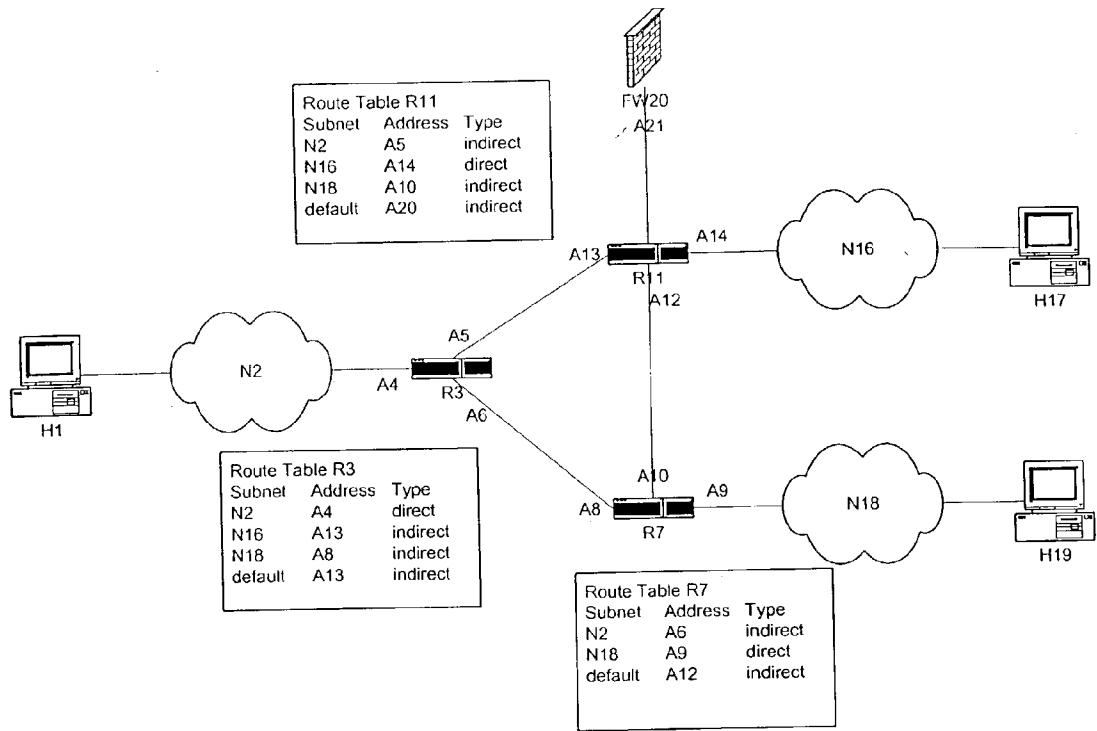 FW20
A21
Route Table R11
Subnet Address Type
N2 A5 indirect
N16 A14 direct
N18 A10 indirect
default A20 indirect
A14
A13
R11
A12
N16
H17
A5
N2
A4
R3
A6
H1
Route Table R3
Subnet Address Type
N2 A4 direct
N16 A13 indirect
N18 A8 indirect
default A13 indirect
A10
A9
A8
R7
N18
H19
Route Table R7
Subnet Address Type
N2 A6 indirect
N18 A9 direct
default A12 indirect